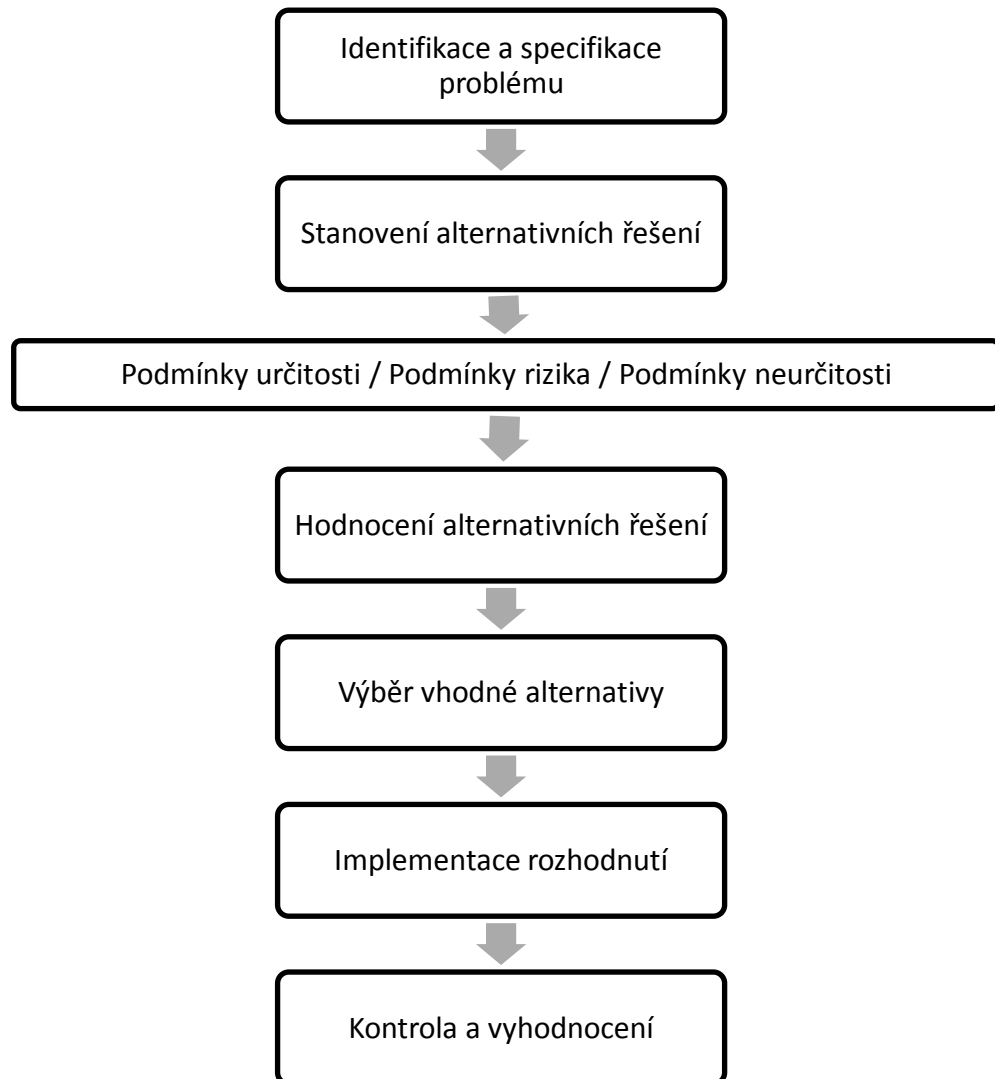 Identifikace a specifikace
problému
Stanovení alternativních řešení
Podmínky určitosti / Podmínky rizika / Podmínky neurčitosti
Hodnocení alternativních řešení
Výběr vhodné alternativy
Implementace rozhodnutí
Kontrola a vyhodnocení